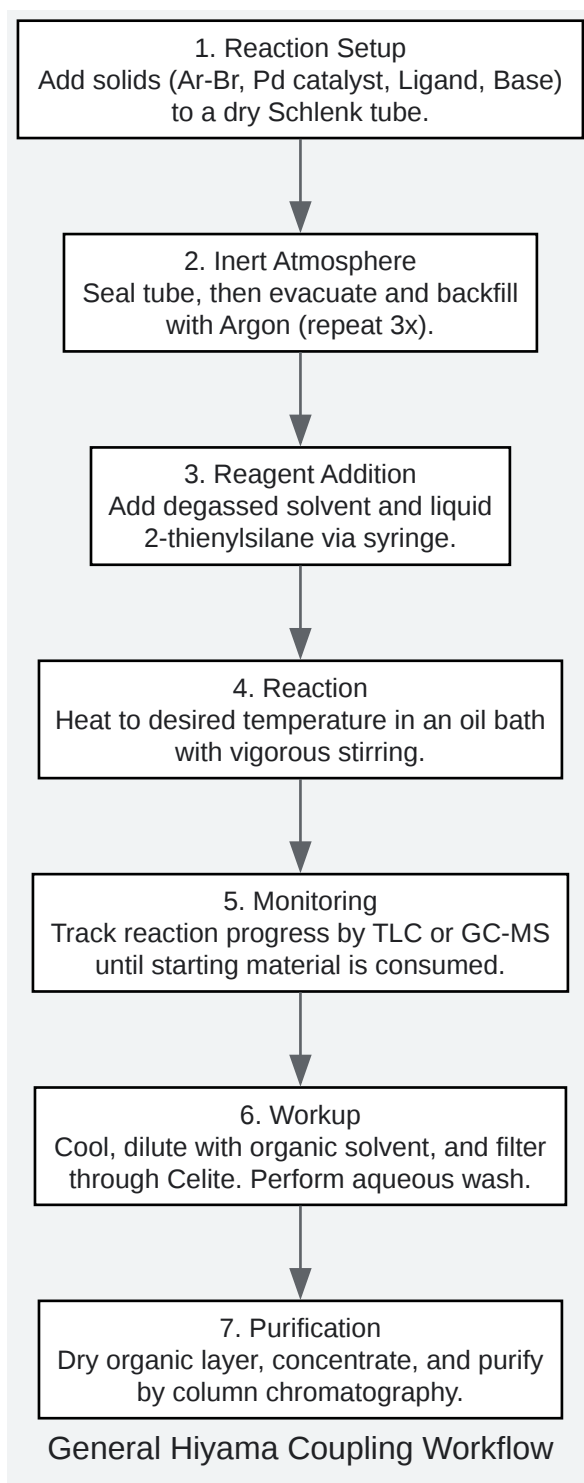 1. Reaction Setup
Add solids (Ar-Br, Pd catalyst, Ligand, Base)
to a dry Schlenk tube.
2. Inert Atmosphere
Seal tube, then evacuate and backfill
with Argon (repeat 3x).
3. Reagent Addition
Add degassed solvent and liquid
2-thienylsilane via syringe.
4. Reaction
Heat to desired temperature in an oil bath
with vigorous stirring.
5. Monitoring
Track reaction progress by TLC or GC-MS
until starting material is consumed.
6. Workup
Cool, dilute with organic solvent, and filter
through Celite. Perform aqueous wash.
7. Purification
Dry organic layer, concentrate, and purify
by column chromatography.
General Hiyama Coupling Workflow